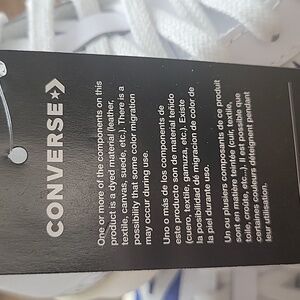 CONVERSE
One or more of the components on this
product is a dyed material (leather,
textile, canvas, suede, etc.). There is a
possibility that some color migration
may occur during use.
Uno o más de los componentes de
este producto son de material teñido
(cuero, textile, gamuza, etc.). Existe
la posibilidad de migracion de color de
la piel durante uso.
Un ou plusiers composants de ce produit
sont en matière teintée (cuir, textile,
toile, croûte, etc...) Il est possible que
certaines couleurs déteignent pendant
leur utilisation.